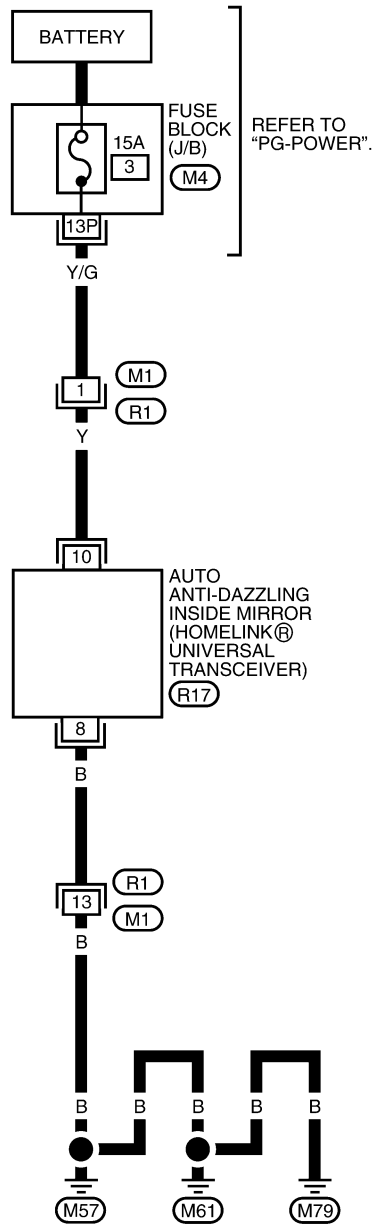 BATTERY
FUSE
BLOCK
(J/B)
15A
3
M4
REFER TO
“PG-POWER”.
13P
Y/G
1
M1
R1
Y
10
AUTO
ANTI-DAZZLING
INSIDE MIRROR
(HOMELINK®
UNIVERSAL
TRANSCEIVER)
R17
8
B
R1
13
M1
B
B B B B B
M57 M61 M79